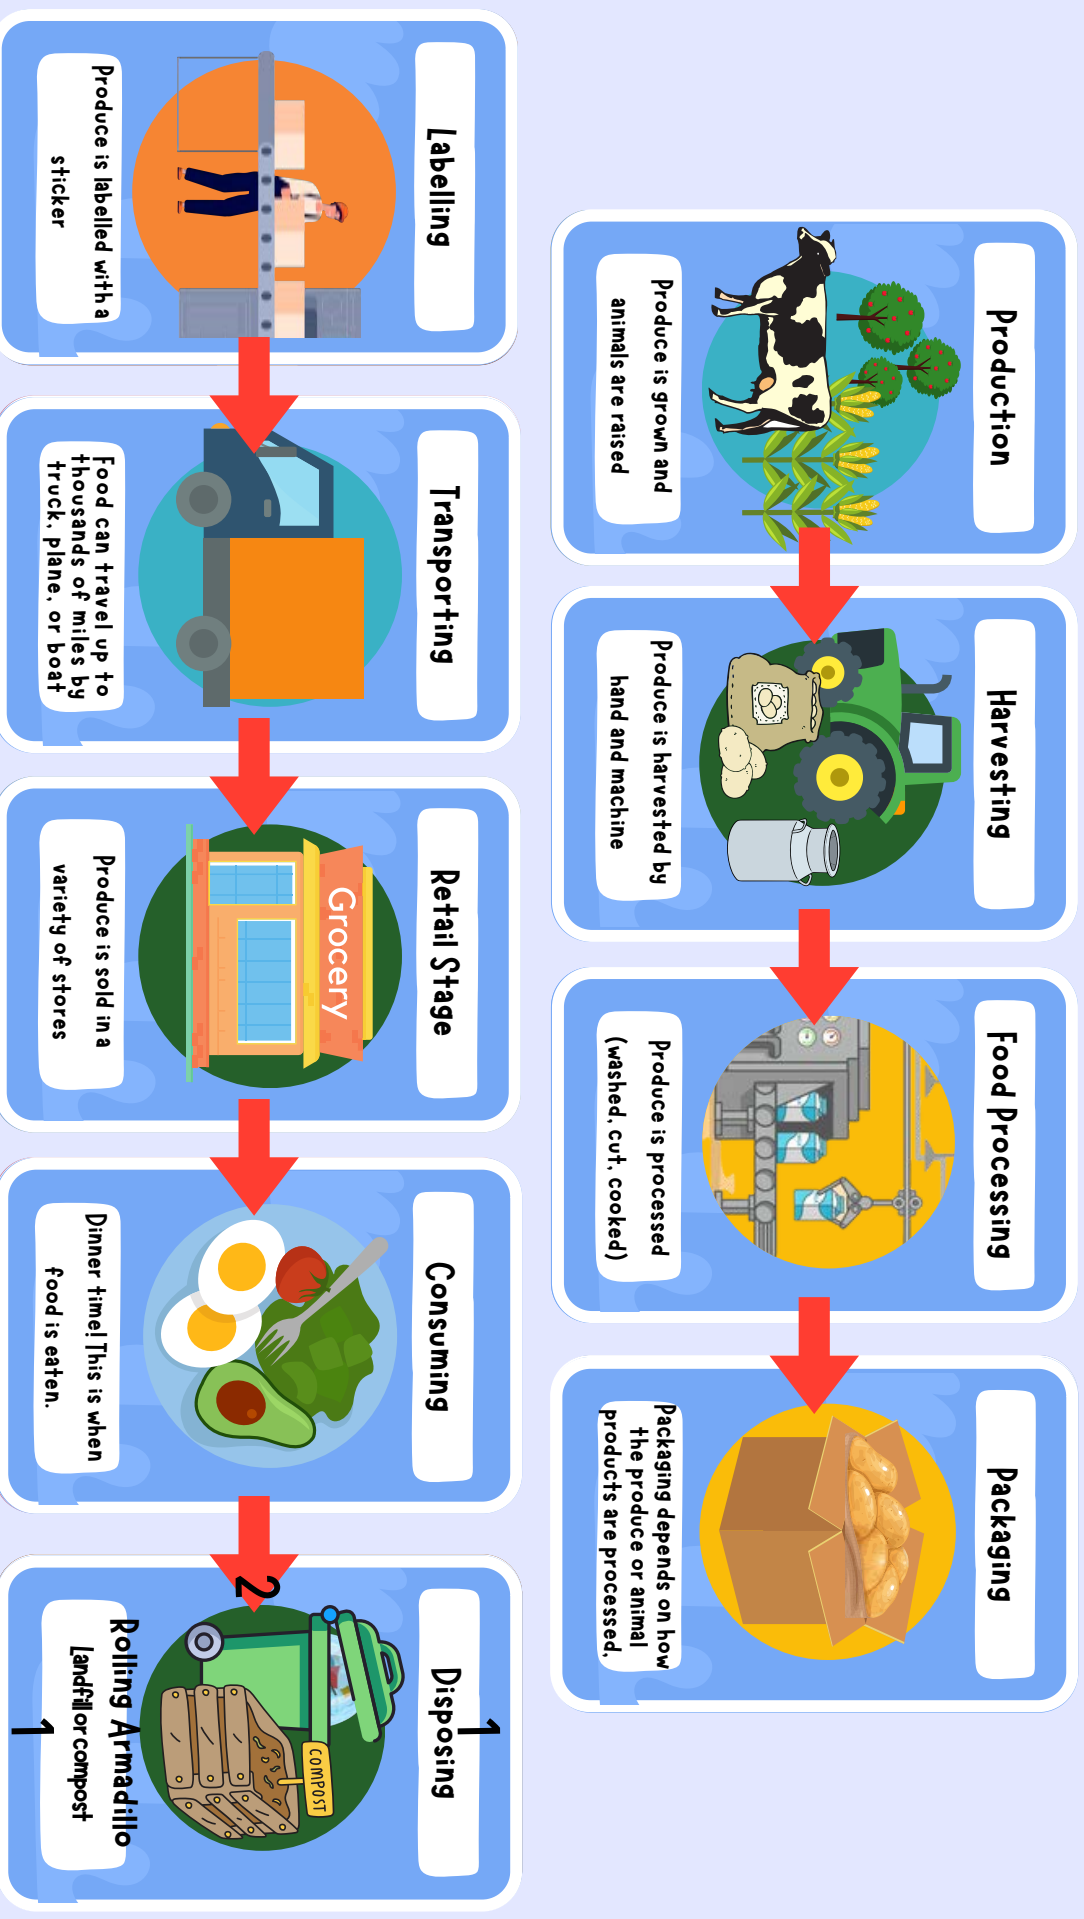 Production
Produce is grown and
animals are raised
Harvesting
Produce is harvested by
hand and machine
Food Processing
Produce is processed
(washed, cut, cooked)
Packaging
Packaging depends on how
the produce or animal
products are processed,
Labelling
Produce is labelled with a
sticker
Transporting
Food can travel up to
thousands of miles by
truck, plane, or boat
Retail Stage
Grocery
Produce is sold in a
variety of stores
Consuming
Dinner time! This is when
food is eaten.
1
Disposing
COMPOST
2
Rolling Armadillo
Landfill or compost
1